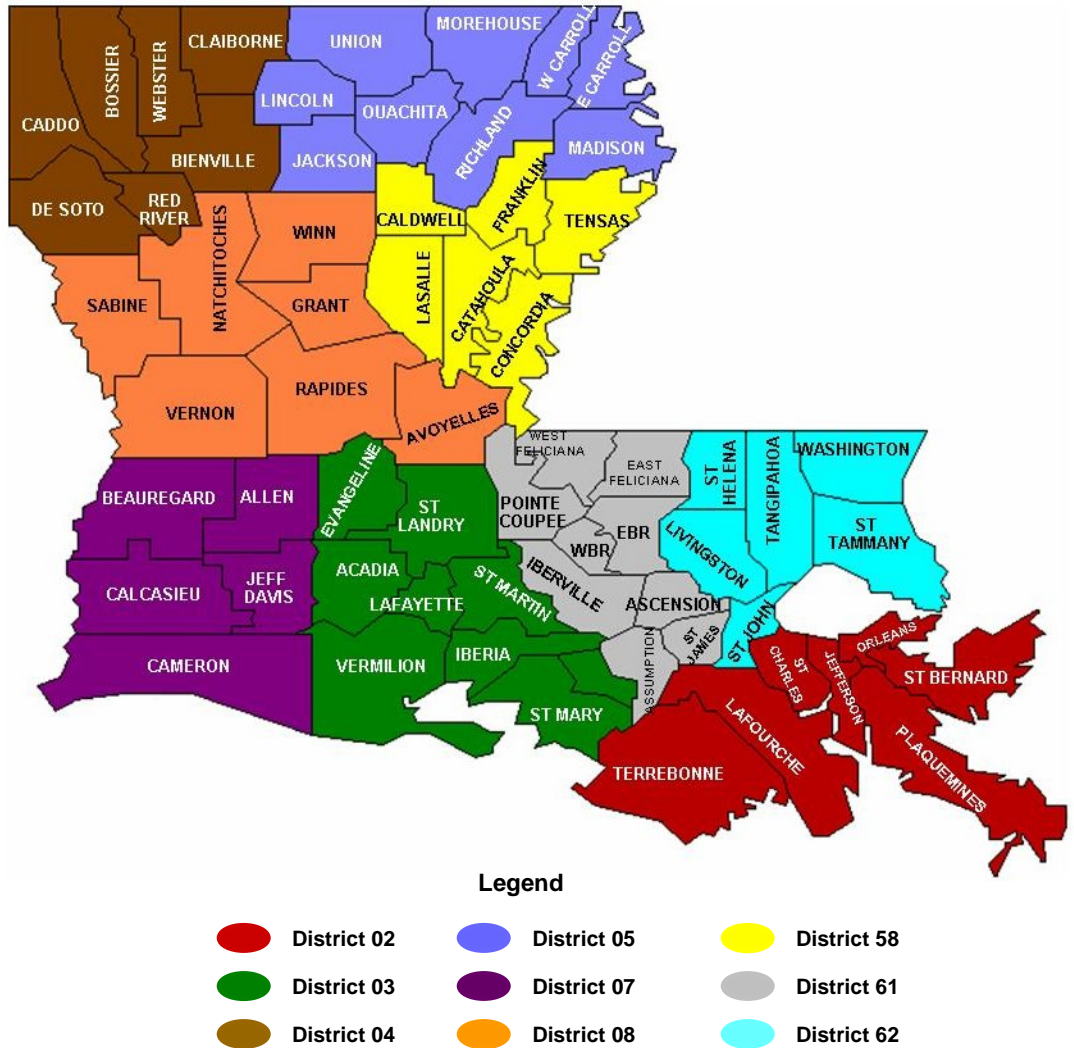 CLAIBORNE
UNION
MOREHOUSE
W CARROLL
E CARROLL
BOSSIER
WEBSTER
CADDO
LINCOLN
OUACHITA
RICHLAND
BIENVILLE
JACKSON
MADISON
DE SOTO
RED
RIVER
CALDWELL
FRANKLIN
TENSAS
NATCHITOCHES
WINN
SABINE
GRANT
LASALLE
CATAHOULA
CONCORDIA
VERNON
RAPIDES
AVOYELLES
WEST
FELICIANA
EAST
FELICIANA
ST
HELENA
TANGIPAHOA
WASHINGTON
BEAUREGARD
ALLEN
EVANGELINE
ST
LANDRY
POINTE
COUPEE
WBR
EBR
LIVINGSTON
ST
TAMMANY
CALCASIEU
JEFF
DAVIS
ACADIA
LAFAYETTE
ST MARTIN
IBERVILLE
ASCENSION
ST
JAMES
ST JOHN
CAMERON
VERMILION
IBERIA
ASSUMPTION
ST
CHARLES
JEFFERSON
ORLEANS
ST BERNARD
ST MARY
TERREBONNE
LAFOURCHE
PLAQUEMINES
Legend
District 02
District 05
District 58
District 03
District 07
District 61
District 04
District 08
District 62